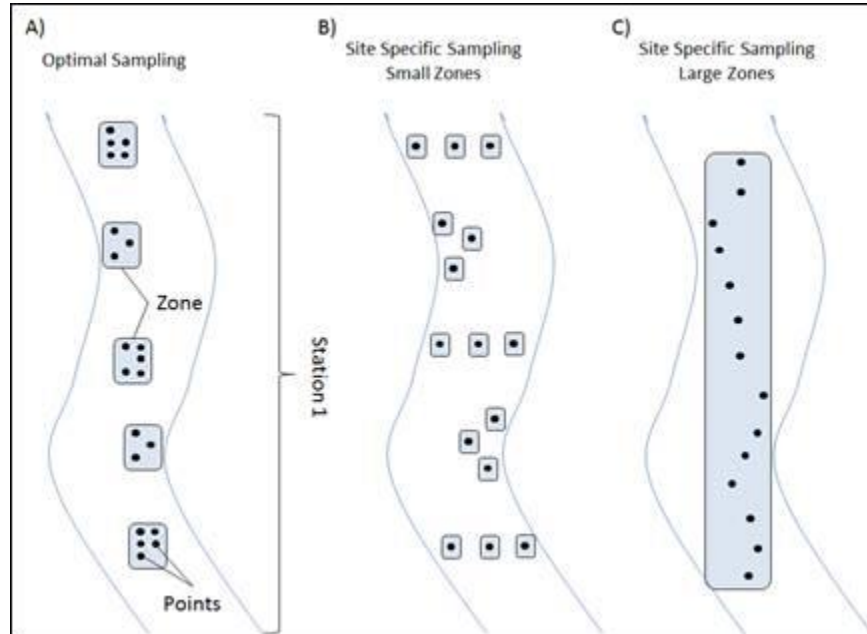 A)
Optimal Sampling
B)
Site Specific Sampling
Small Zones
C)
Site Specific Sampling
Large Zones
Zone
Station 1
Points